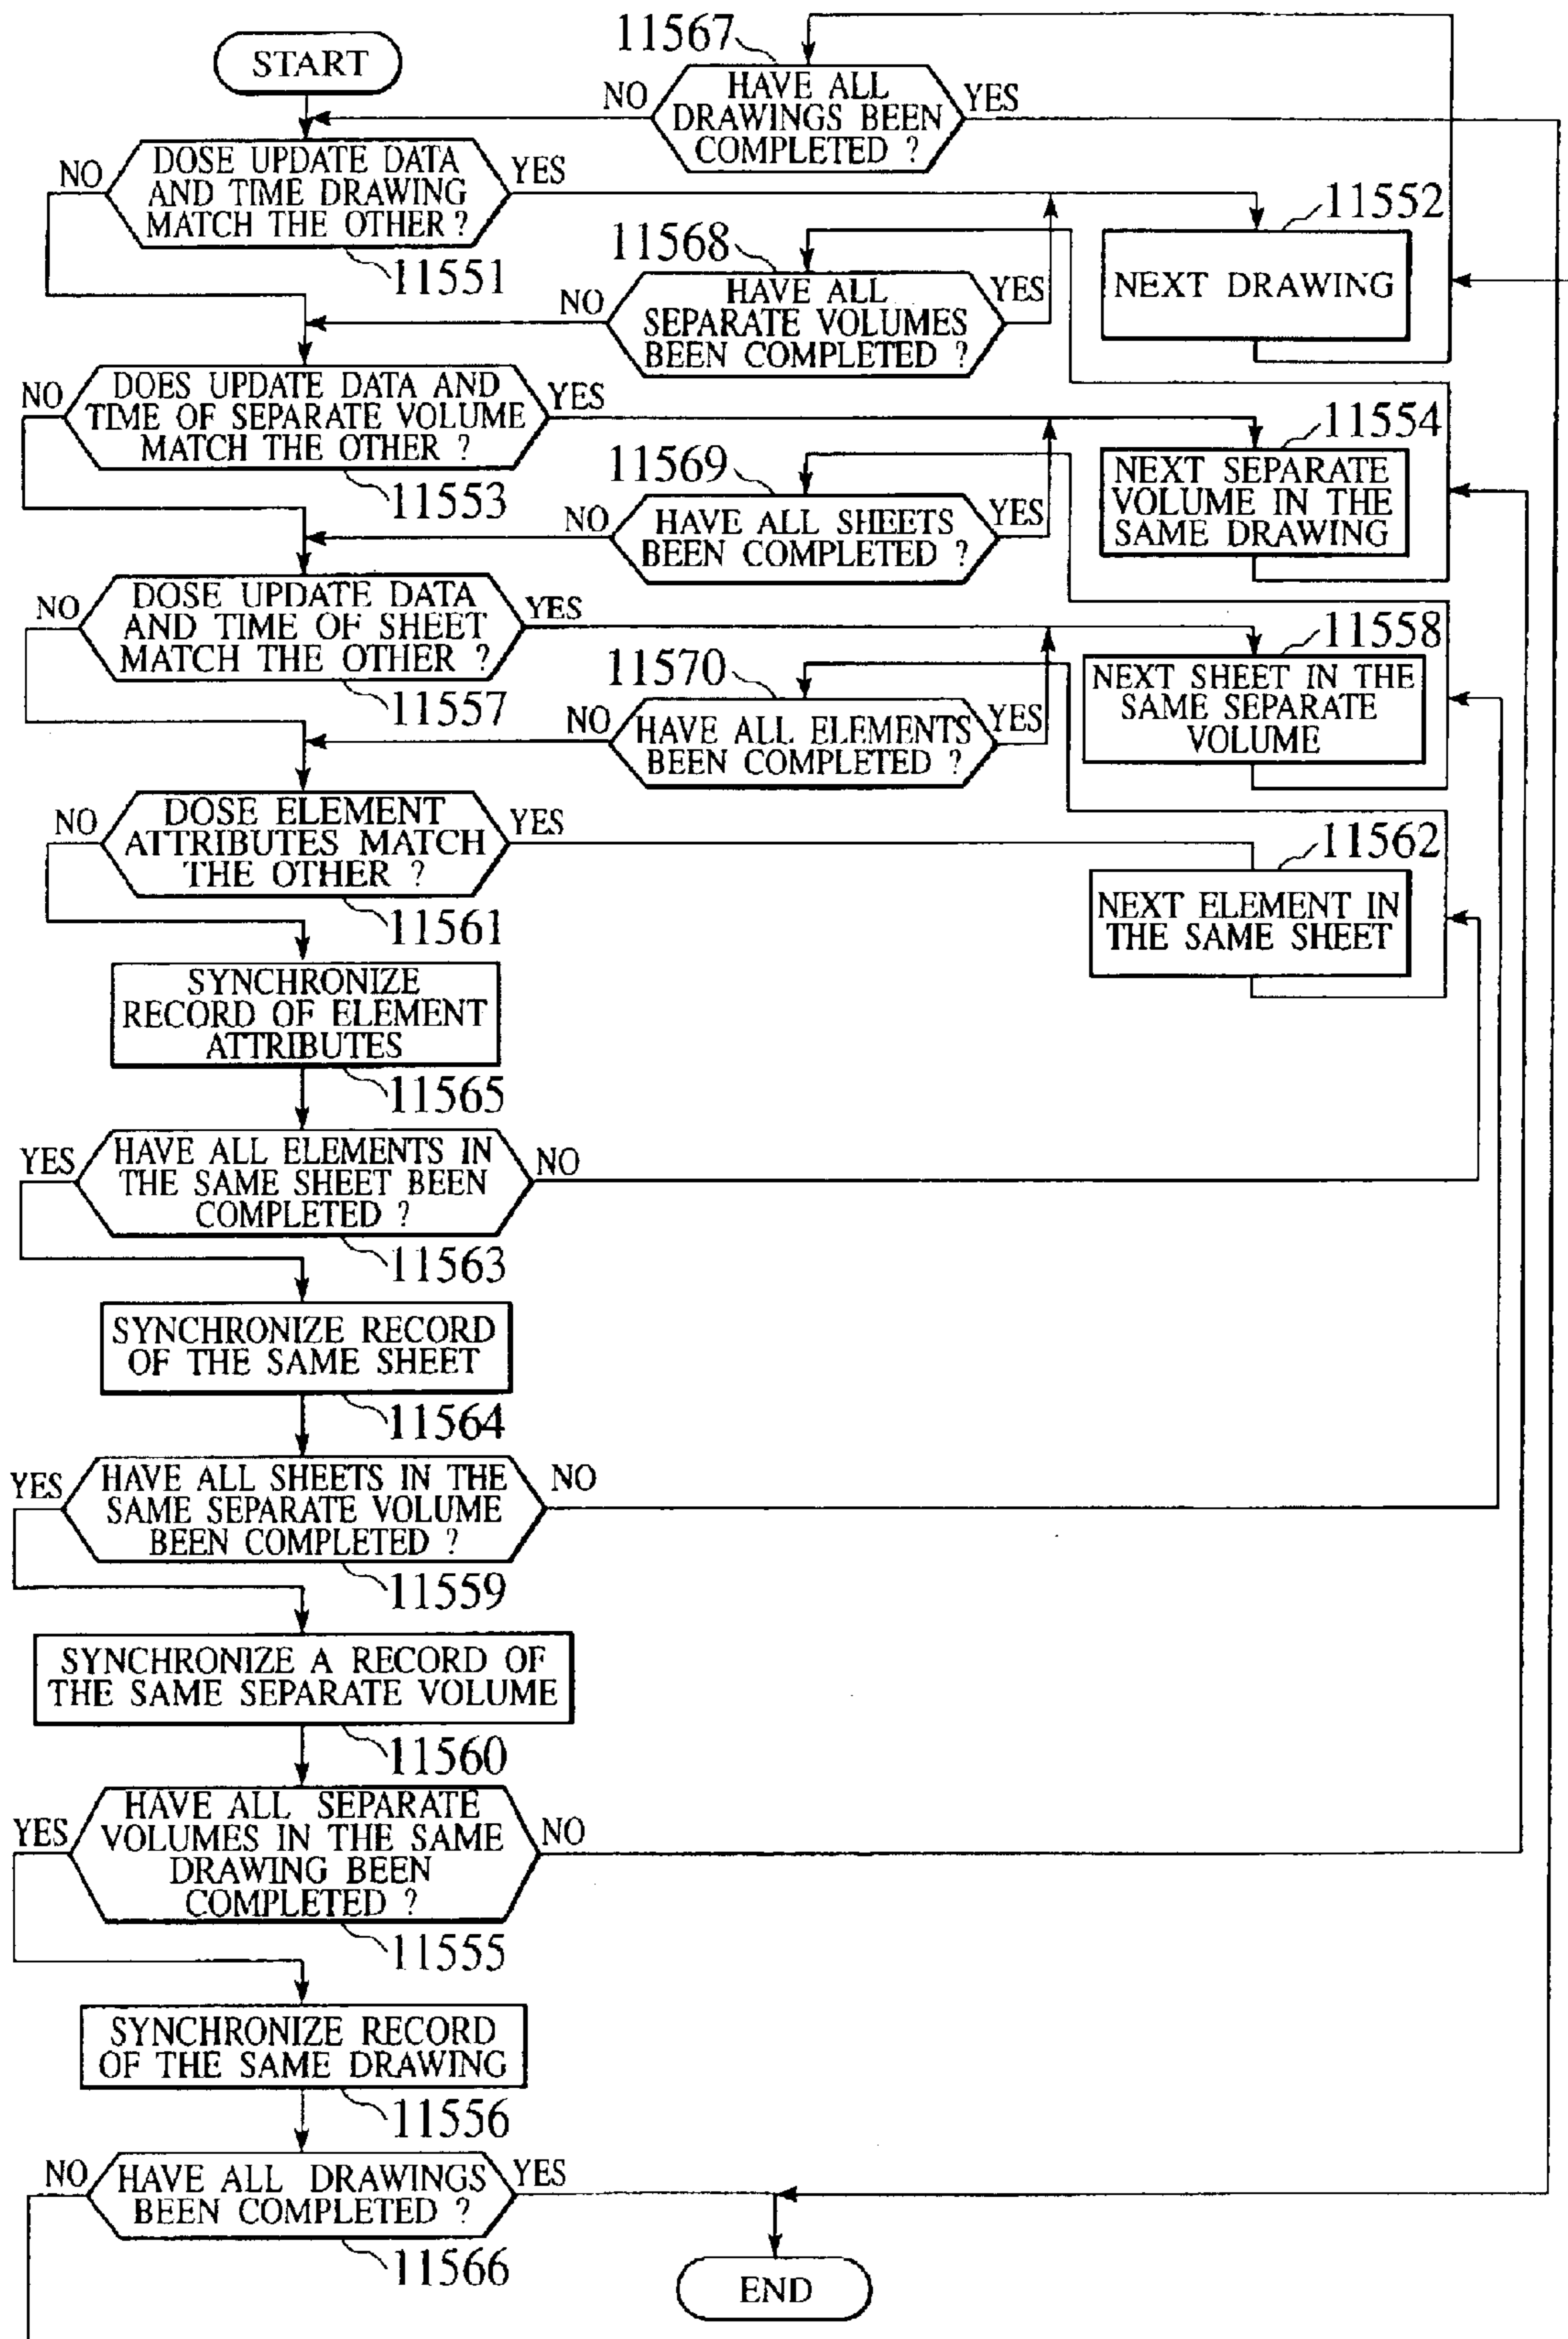 START
11567
HAVE ALL
DRAWINGS BEEN
COMPLETED ?
NO
YES
DOSE UPDATE DATA
AND TIME DRAWING
MATCH THE OTHER ?
NO
YES
11551
11552
NEXT DRAWING
11568
HAVE ALL
SEPARATE VOLUMES
BEEN COMPLETED ?
NO
YES
DOES UPDATE DATA AND
TIME OF SEPARATE VOLUME
MATCH THE OTHER ?
NO
YES
11553
11554
NEXT SEPARATE
VOLUME IN THE
SAME DRAWING
11569
HAVE ALL SHEETS
BEEN COMPLETED ?
NO
YES
DOSE UPDATE DATA
AND TIME OF SHEET
MATCH THE OTHER ?
NO
YES
11557
11558
NEXT SHEET IN THE
SAME SEPARATE
VOLUME
11570
HAVE ALL ELEMENTS
BEEN COMPLETED ?
NO
YES
DOSE ELEMENT
ATTRIBUTES MATCH
THE OTHER ?
NO
YES
11561
11562
NEXT ELEMENT IN
THE SAME SHEET
SYNCHRONIZE
RECORD OF ELEMENT
ATTRIBUTES
11565
HAVE ALL ELEMENTS IN
THE SAME SHEET BEEN
COMPLETED ?
YES
NO
11563
SYNCHRONIZE RECORD
OF THE SAME SHEET
11564
HAVE ALL SHEETS IN THE
SAME SEPARATE VOLUME
BEEN COMPLETED ?
YES
NO
11559
SYNCHRONIZE A RECORD OF
THE SAME SEPARATE VOLUME
11560
HAVE ALL SEPARATE
VOLUMES IN THE SAME
DRAWING BEEN
COMPLETED ?
YES
NO
11555
SYNCHRONIZE RECORD
OF THE SAME DRAWING
11556
HAVE ALL DRAWINGS
BEEN COMPLETED ?
NO
YES
11566
END